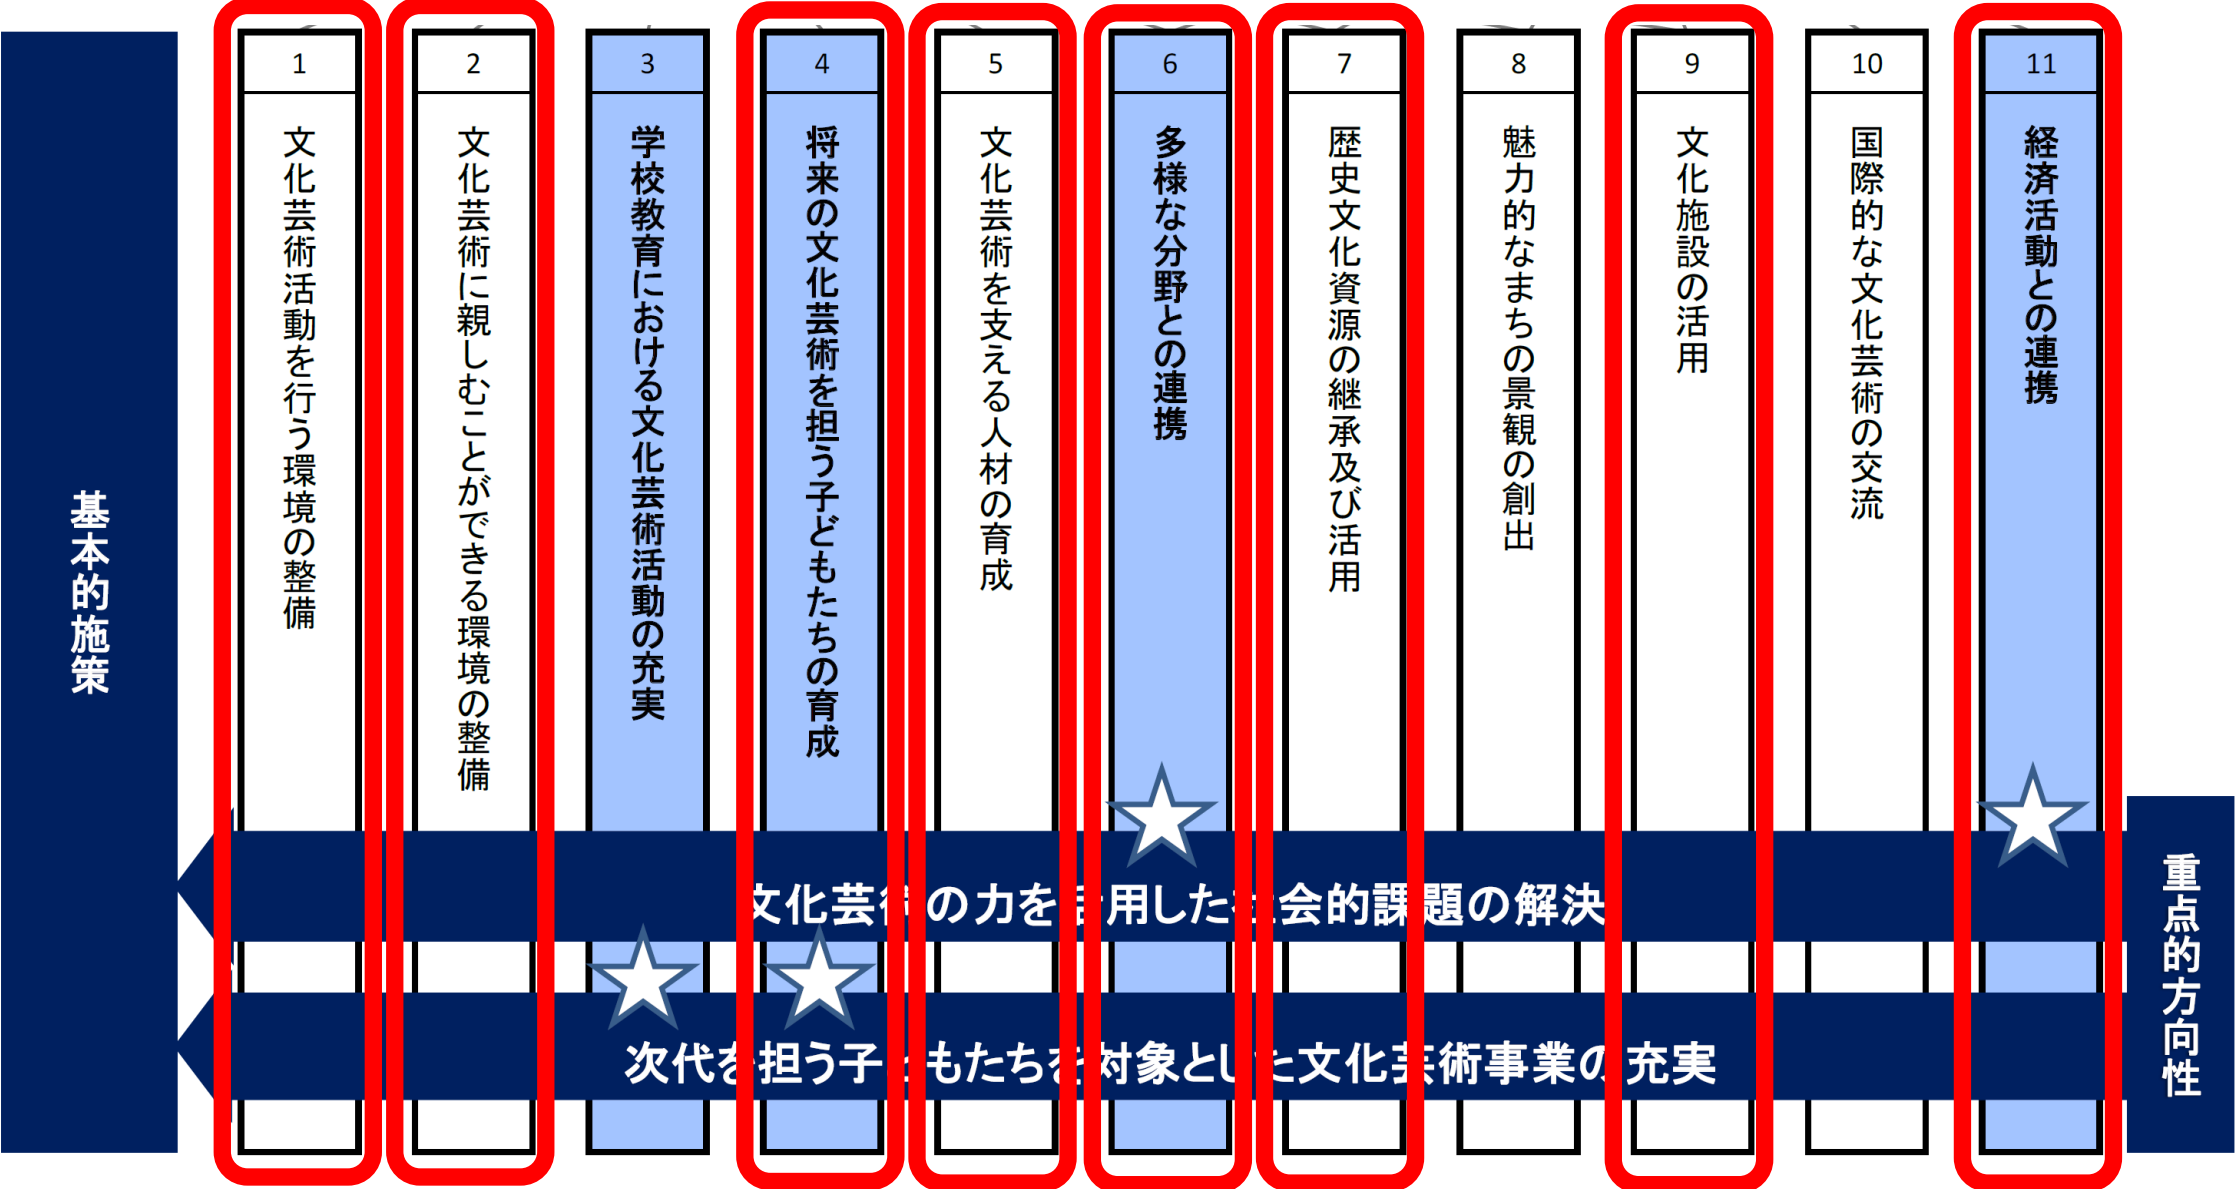 基本的施策
1
文化芸術活動を行う環境の整備
2
文化芸術に親しむことができる環境の整備
3
学校教育における文化芸術活動の充実
4
将来の文化芸術を担う子どもたちの育成
5
文化芸術を支える人材の育成
6
多様な分野との連携
7
歴史文化資源の継承及び活用
8
魅力的なまちの景観の創出
9
文化施設の活用
10
国際的な文化芸術の交流
11
経済活動との連携
重点的方向性
文化芸術の力を活用した社会的課題の解決
次代を担う子どもたちを対象とした文化芸術事業の充実